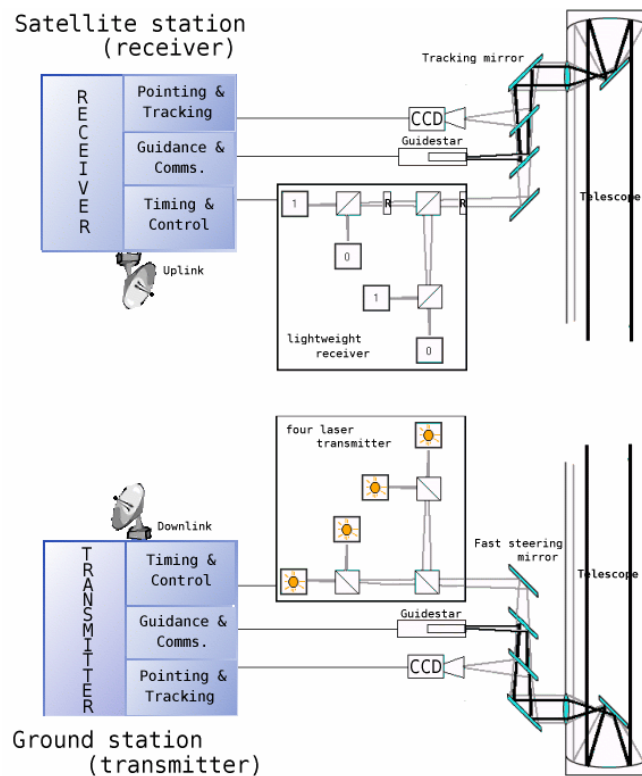 Satellite station
(receiver)
RECEIVER
Pointing &
Tracking
Guidance &
Comms.
Timing &
Control
Uplink
CCD
Guidestar
Tracking mirror
Telescope
1
R
R
0
1
0
lightweight
receiver
four laser
transmitter
Downlink
TRANSMITTER
Timing &
Control
Guidance &
Comms.
Pointing &
Tracking
Fast steering
mirror
Guidestar
CCD
Telescope
Ground station
(transmitter)